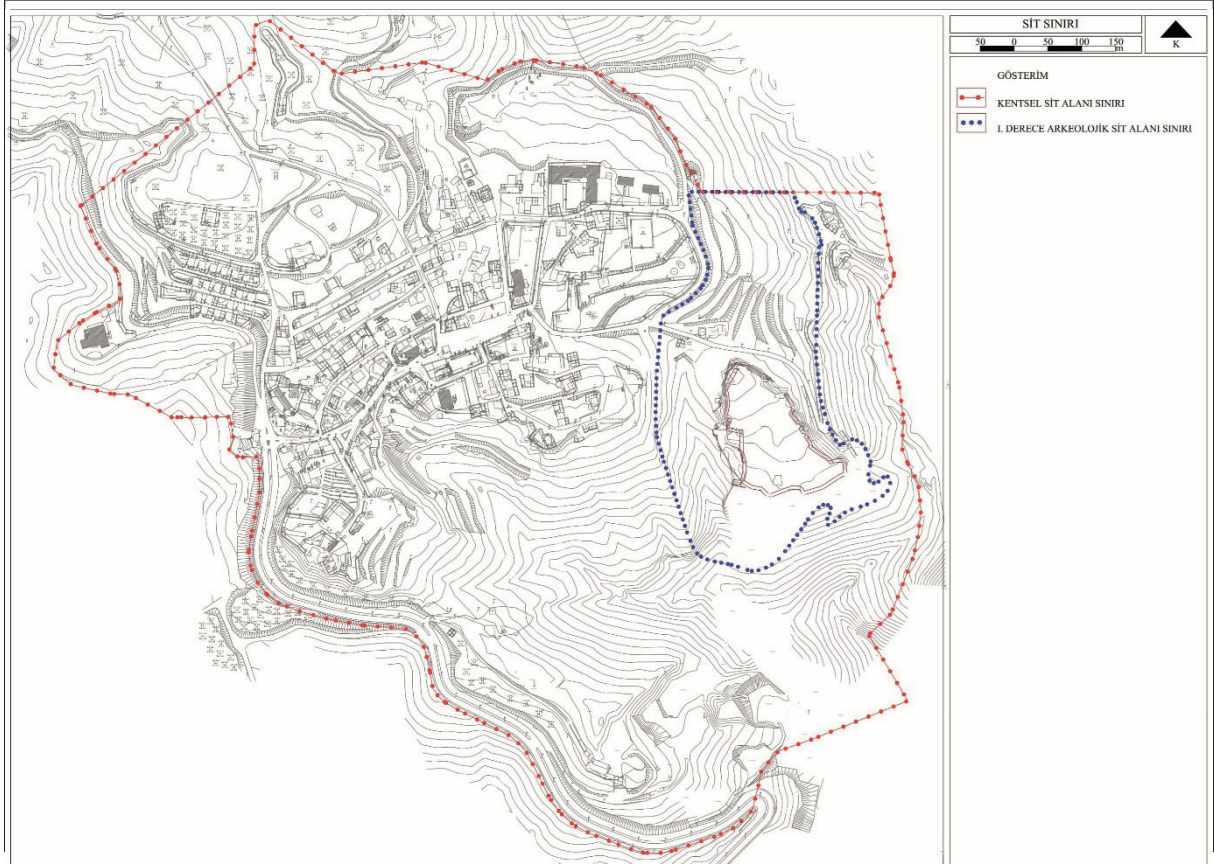 SİT SINIRI
50 0 50 100 150
m
K
GÖSTERİM
KENTSEL SİT ALANI SINIRI
I. DERECE ARKEOLOJİK SİT ALANI SINIRI